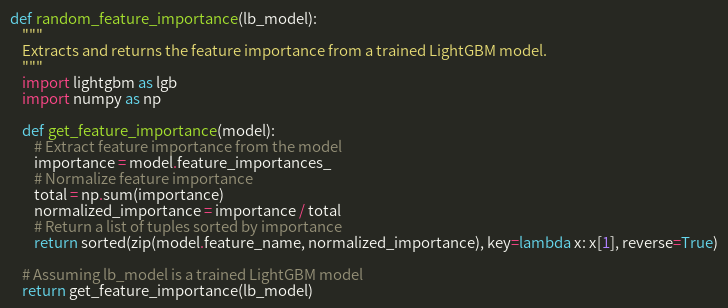 def random_feature_importance(lb_model):
    """
    Extracts and returns the feature importance from a trained LightGBM model.
    """
    import lightgbm as lgb
    import numpy as np

    def get_feature_importance(model):
        # Extract feature importance from the model
        importance = model.feature_importances_
        # Normalize feature importance
        total = np.sum(importance)
        normalized_importance = importance / total
        # Return a list of tuples sorted by importance
        return sorted(zip(model.feature_name, normalized_importance), key=lambda x: x[1], reverse=True)

    # Assuming lb_model is a trained LightGBM model
    return get_feature_importance(lb_model)